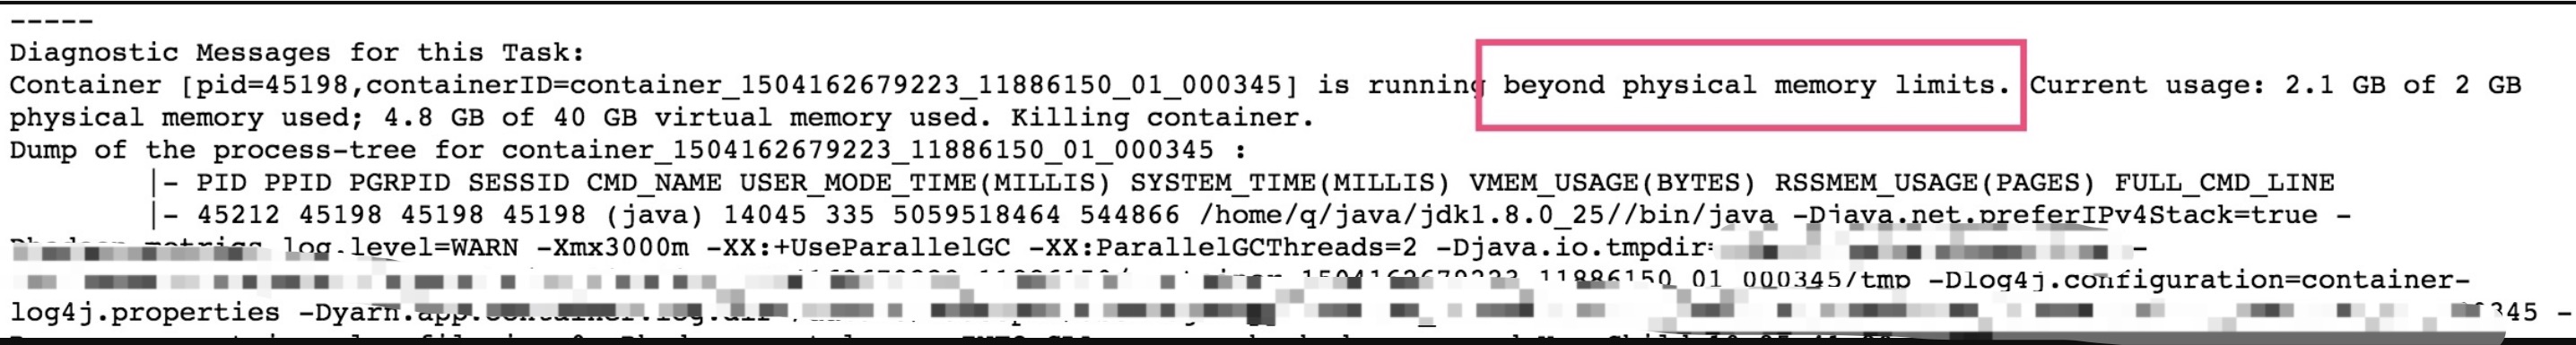 -----
Diagnostic Messages for this Task:
Container [pid=45198,containerID=container_1504162679223_11886150_01_000345] is running beyond physical memory limits. Current usage: 2.1 GB of 2 GB
physical memory used; 4.8 GB of 40 GB virtual memory used. Killing container.
Dump of the process-tree for container_1504162679223_11886150_01_000345 :
|- PID PPID PGRPID SESSID CMD_NAME USER_MODE_TIME(MILLIS) SYSTEM_TIME(MILLIS) VMEM_USAGE(BYTES) RSSMEM_USAGE(PAGES) FULL_CMD_LINE
|- 45212 45198 45198 45198 (java) 14045 335 5059518464 544866 /home/q/java/jdk1.8.0_25//bin/java -Djava.net.preferIPv4Stack=true -
log.level=WARN -Xmx3000m -XX:+UseParallelGC -XX:ParallelGCThreads=2 -Djava.io.tmpdir= -
1504162679223_11886150_01_000345/tmp -Dlog4j.configuration=container-
log4j.properties -Dyarn.app.container.log.dir 345 -